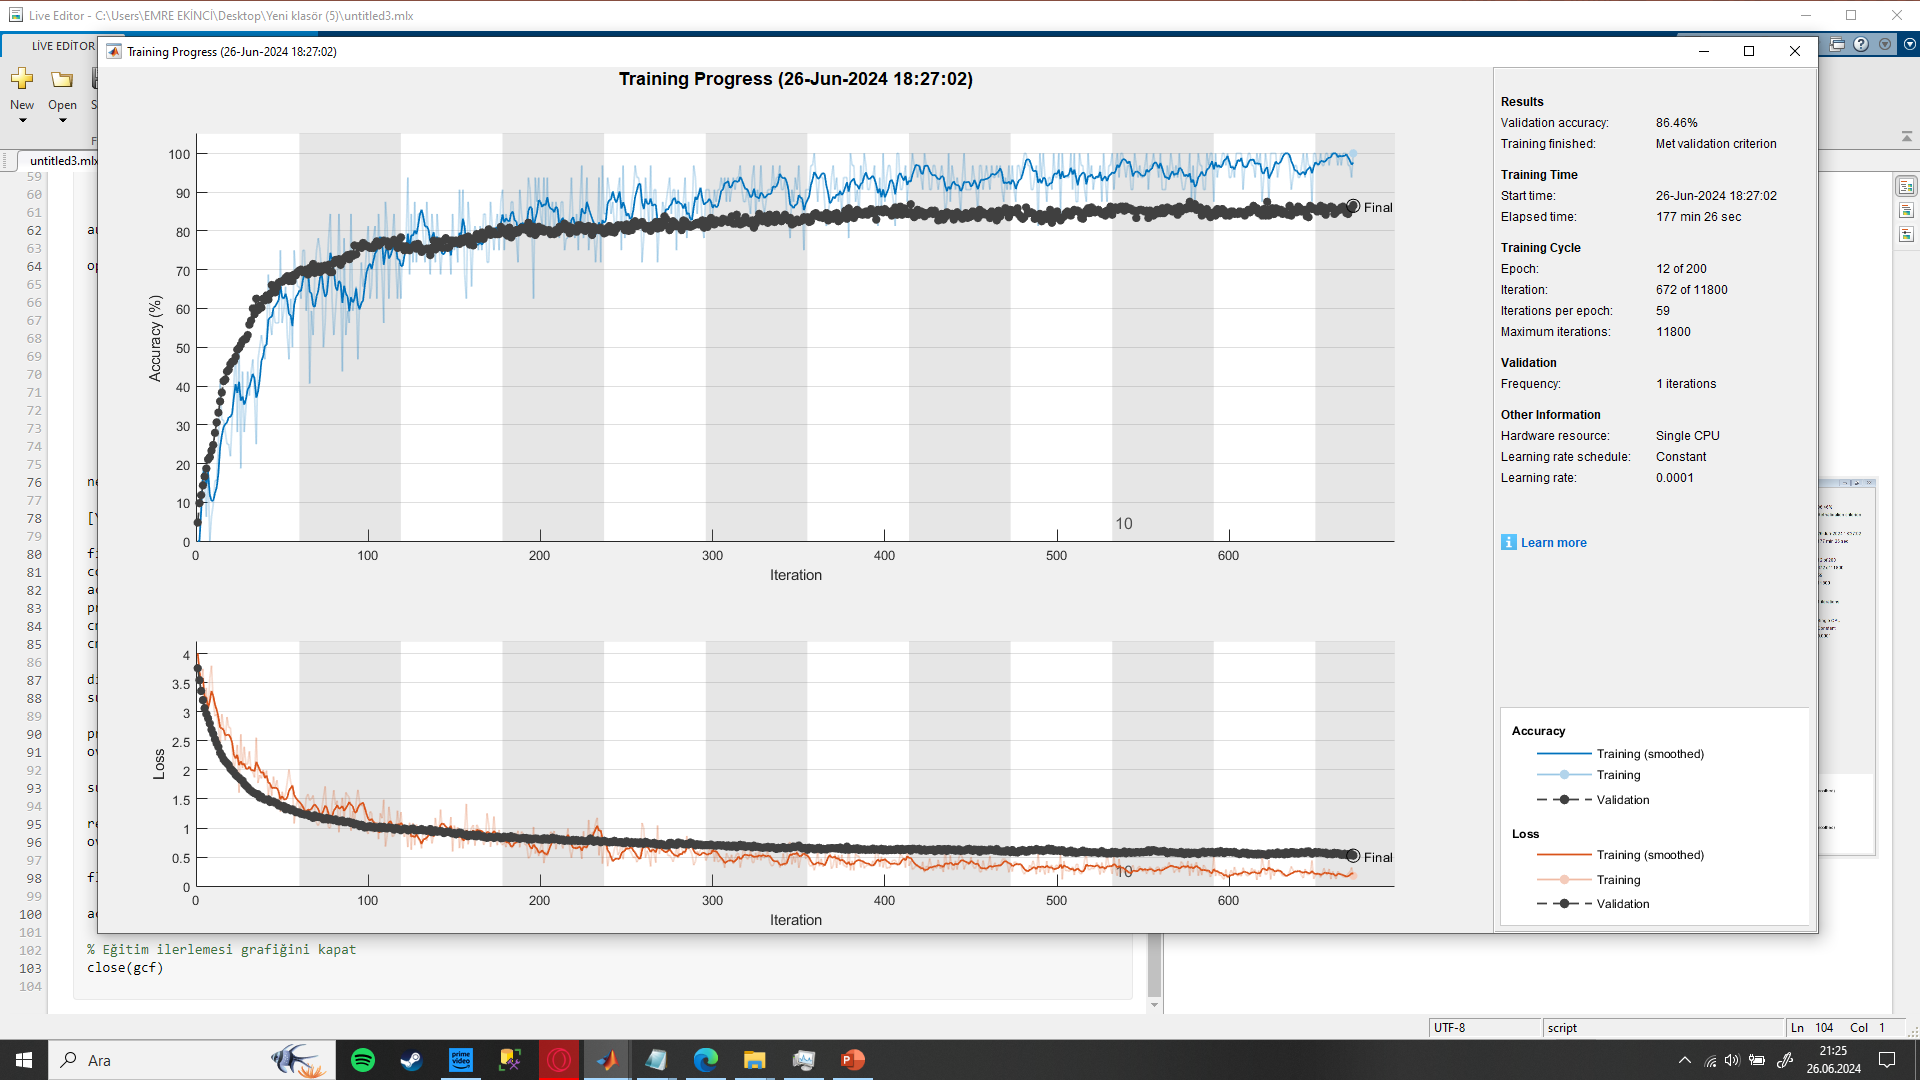 Live Editor - C:\Users\EMRE EKİNCİ\Desktop\Yeni klasör (5)\untitled3.mlx
LİVE EDİTOR
New
Open
untitled3.mlx
Training Progress (26-Jun-2024 18:27:02)
Training Progress (26-Jun-2024 18:27:02)
100
90
80
70
60
50
40
30
20
10
0
Accuracy (%)
Final
10
0 100 200 300 400 500 600
Iteration
4
3.5
3
2.5
2
1.5
1
0.5
0
Loss
Final
10
0 100 200 300 400 500 600
Iteration
Results
Validation accuracy: 86.46%
Training finished: Met validation criterion
Training Time
Start time: 26-Jun-2024 18:27:02
Elapsed time: 177 min 26 sec
Training Cycle
Epoch: 12 of 200
Iteration: 672 of 11800
Iterations per epoch: 59
Maximum iterations: 11800
Validation
Frequency: 1 iterations
Other Information
Hardware resource: Single CPU
Learning rate schedule: Constant
Learning rate: 0.0001
Learn more
Accuracy
Training (smoothed)
Training
Validation
Loss
Training (smoothed)
Training
Validation
59
60
61
62
63
64
65
66
67
68
69
70
71
72
73
74
75
76
77
78
79
80
81
82
83
84
85
86
87
88
89
90
91
92
93
94
95
96
97
98
99
100
101
102 % Eğitim ilerlemesi grafiğini kapat
103 close(gcf)
104
UTF-8
script
Ln 104 Col 1
Ara
prime video
21:25
26.06.2024